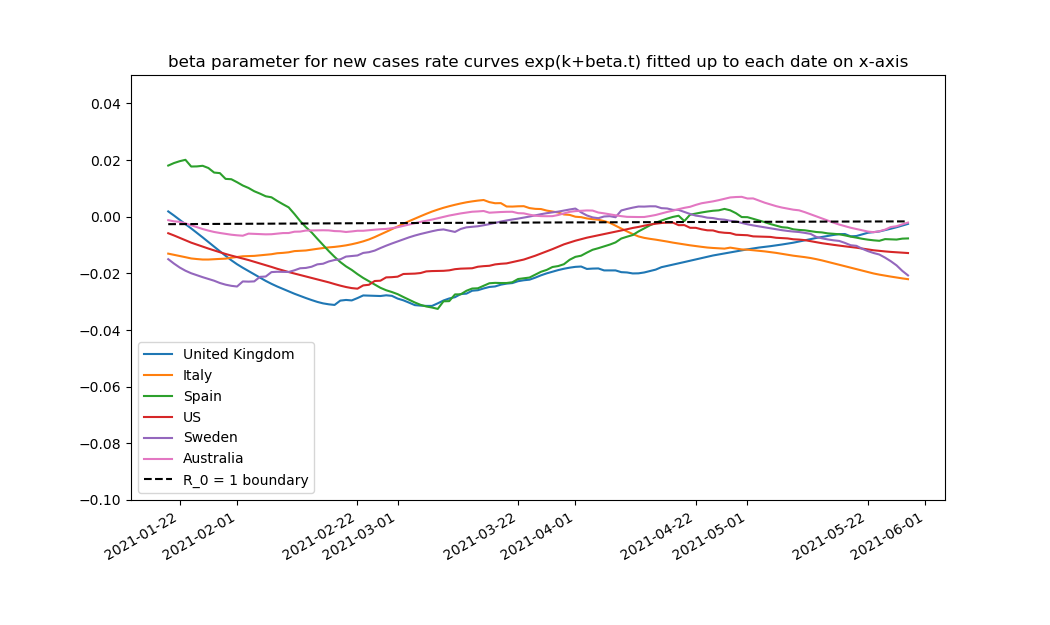 beta parameter for new cases rate curves exp(k+beta.t) fitted up to each date on x-axis
0.04
0.02
0.00
−0.02
−0.04
−0.06
−0.08
−0.10
United Kingdom
Italy
Spain
US
Sweden
Australia
R_0 = 1 boundary
2021-01-22
2021-02-01
2021-02-22
2021-03-01
2021-03-22
2021-04-01
2021-04-22
2021-05-01
2021-05-22
2021-06-01